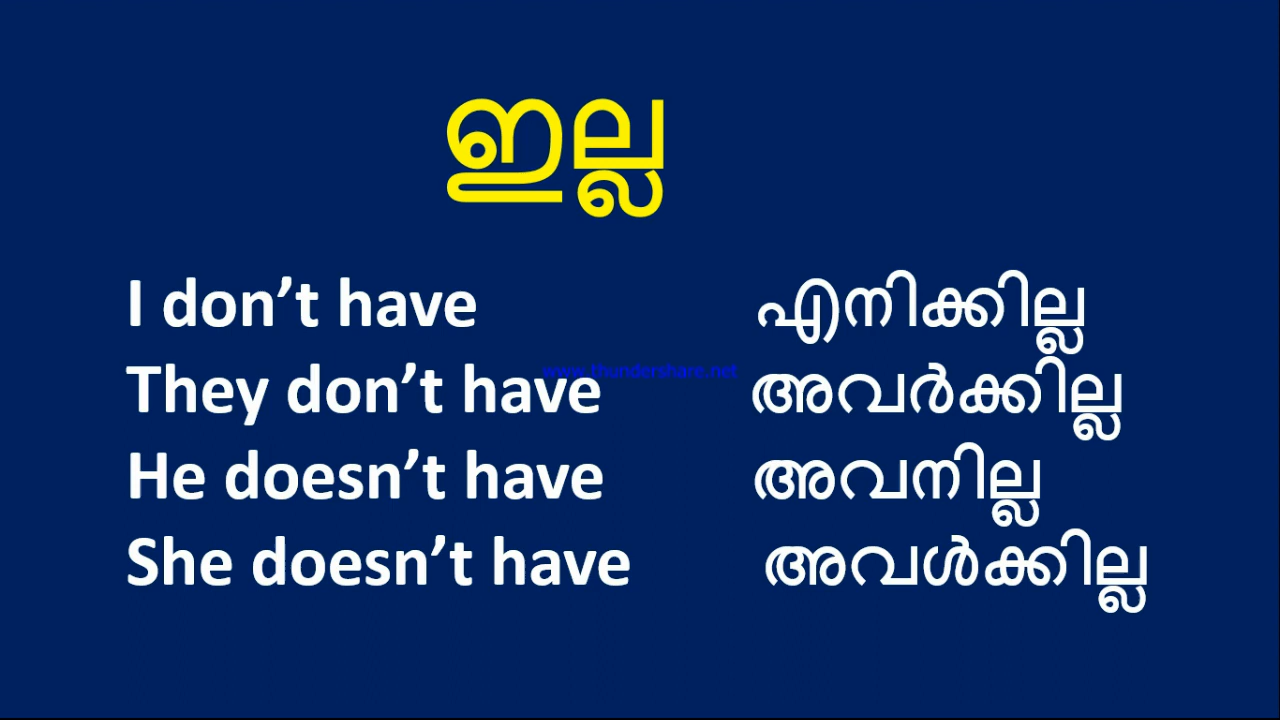 ഇല്ല
I don’t have എനിക്കില്ല
www.thundershare.net
They don’t have അവർക്കില്ല
He doesn’t have അവനില്ല
She doesn’t have അവൾക്കില്ല